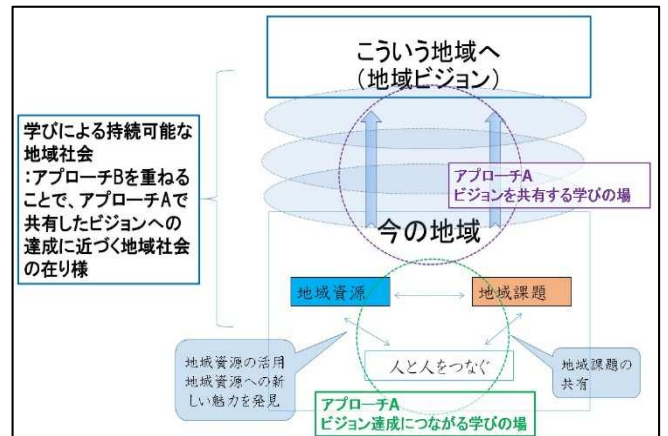 こういう地域へ
（地域ビジョン）
学びによる持続可能な
地域社会
：アプローチBを重ねる
ことで、アプローチAで
共有したビジョンへの
達成に近づく地域社会
の在り様
アプローチA
ビジョンを共有する学びの場
今の地域
地域資源
地域課題
人と人をつなぐ
地域資源の活用
地域資源への新
しい魅力を発見
地域課題の
共有
アプローチA
ビジョン達成につながる学びの場